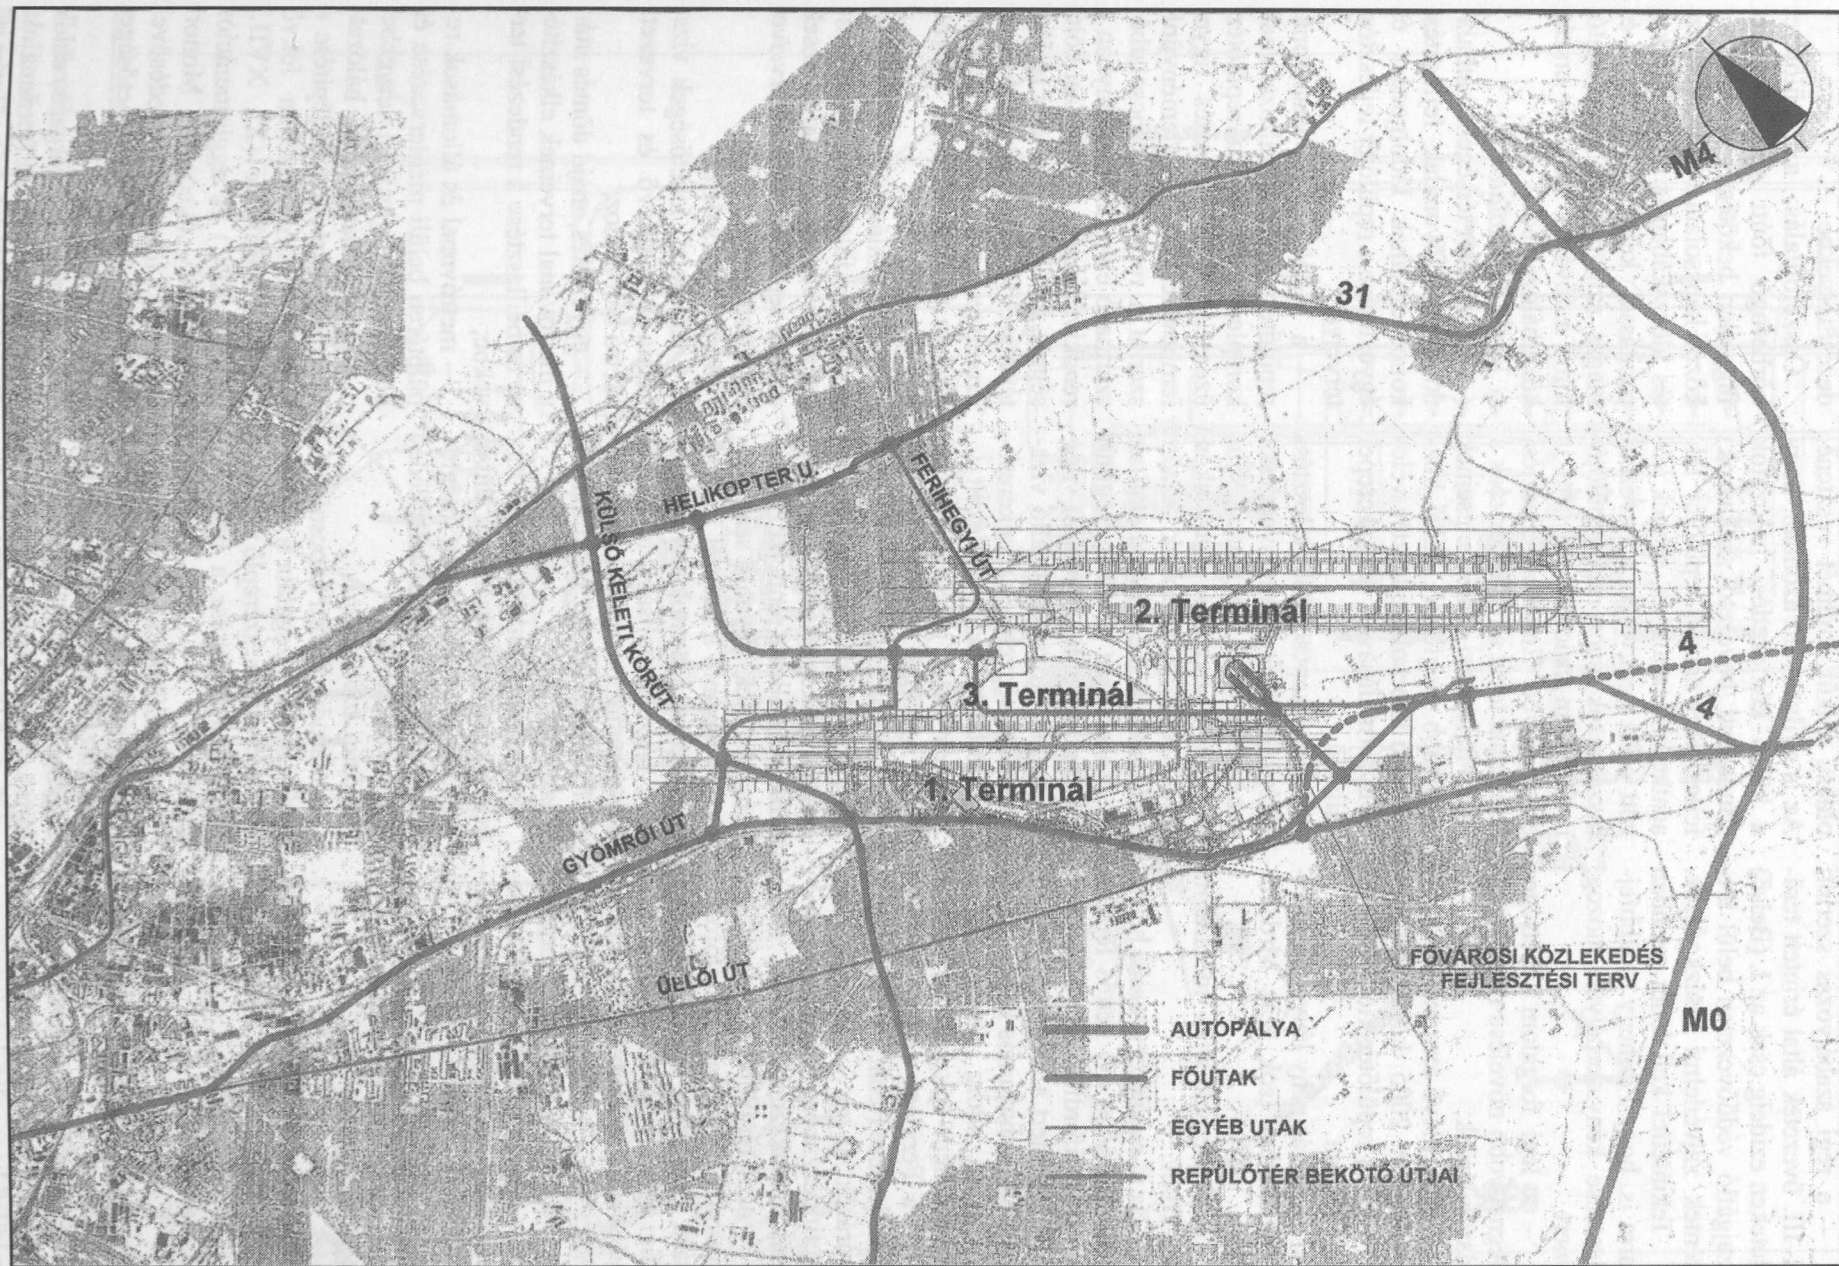 M4
31
HELIKOPTER U.
FERIHEGYI ÚT
KÜLSŐ KELETI KÖRÚT
2. Terminál
4
3. Terminál
4
1. Terminál
GYÖMRŐI ÚT
ÜLLŐI ÚT
FŐVÁROSI KÖZLEKEDÉS
FEJLESZTÉSI TERV
M0
AUTÓPÁLYA
FŐUTAK
EGYÉB UTAK
REPÜLŐTÉR BEKÖTŐ ÚTJAI